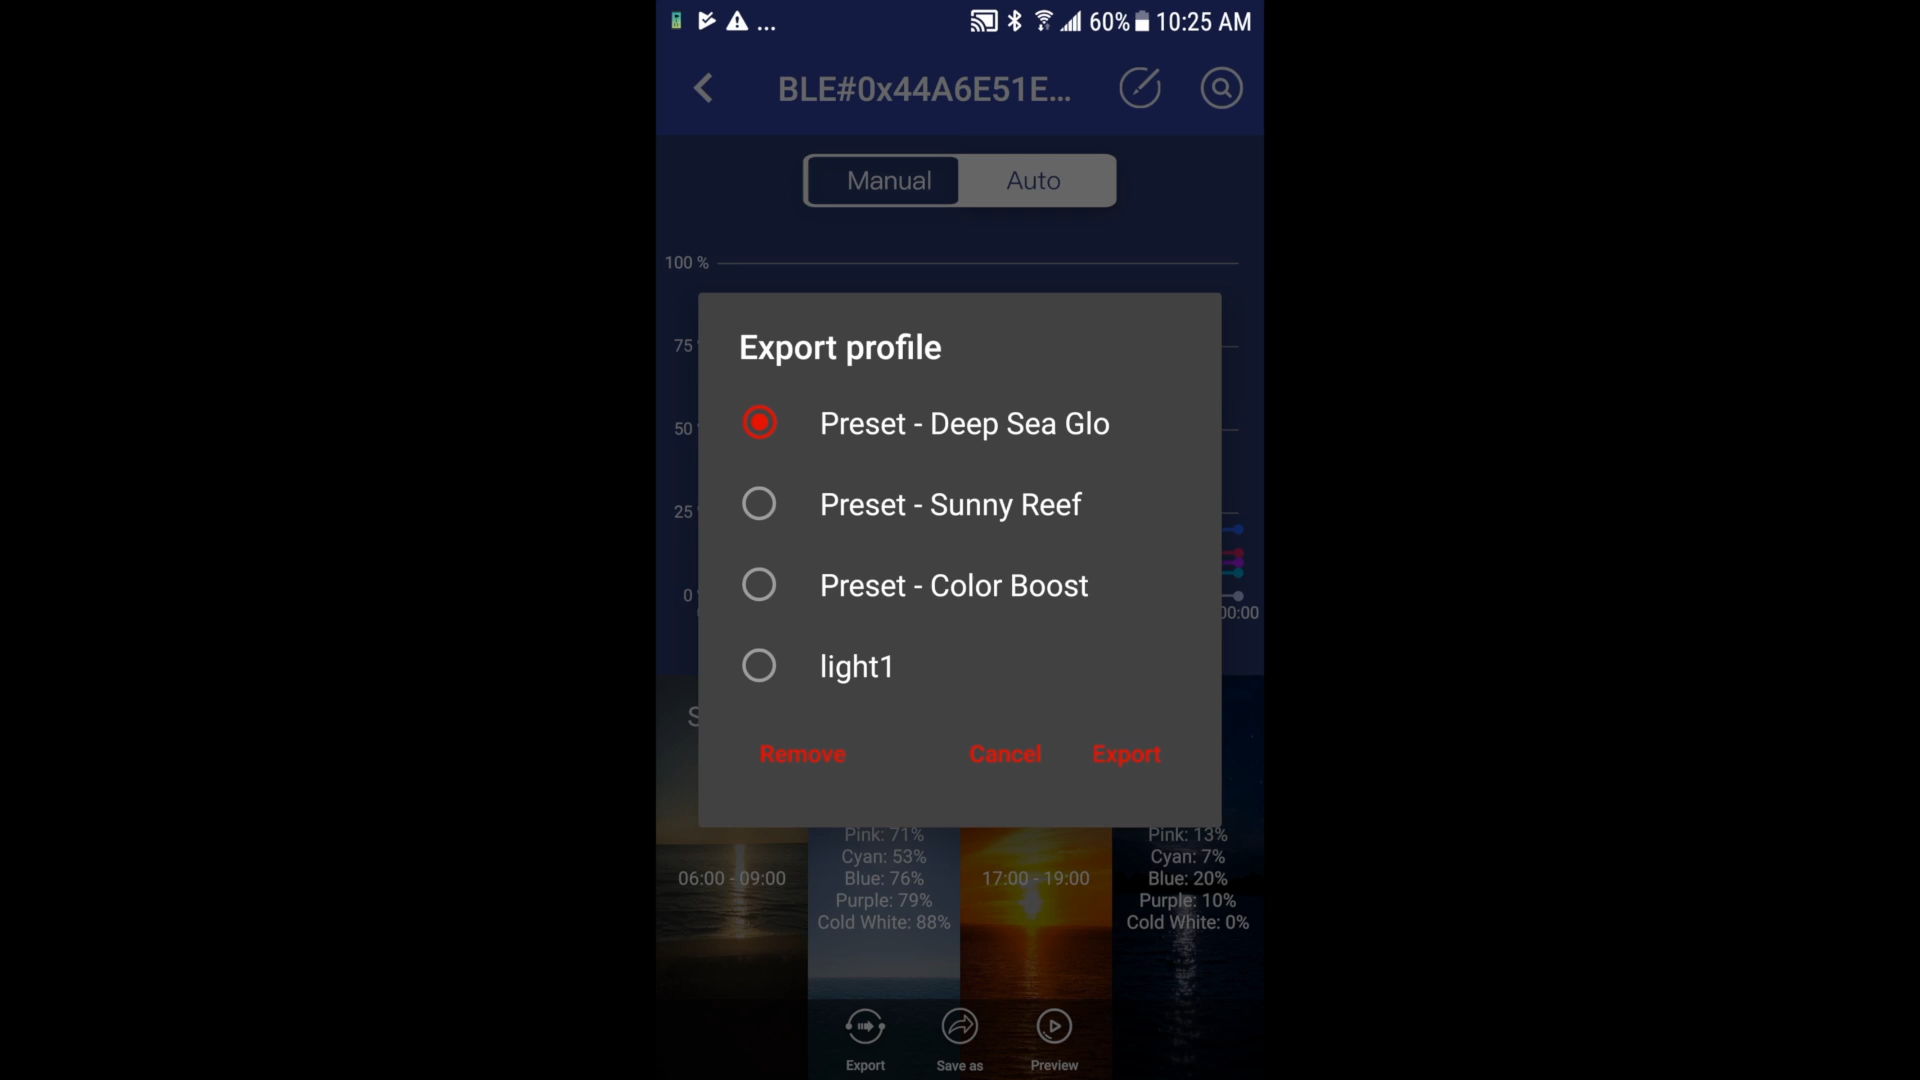 60% 10:25 AM
BLE#0x44A6E51E...
Manual Auto
100 %
75
50
25
0
00:00
Export profile
Preset - Deep Sea Glo
Preset - Sunny Reef
Preset - Color Boost
light1
Remove Cancel Export
S
06:00 - 09:00
Pink: 71%
Cyan: 53%
Blue: 76%
Purple: 79%
Cold White: 88%
17:00 - 19:00
Pink: 13%
Cyan: 7%
Blue: 20%
Purple: 10%
Cold White: 0%
Export Save as Preview